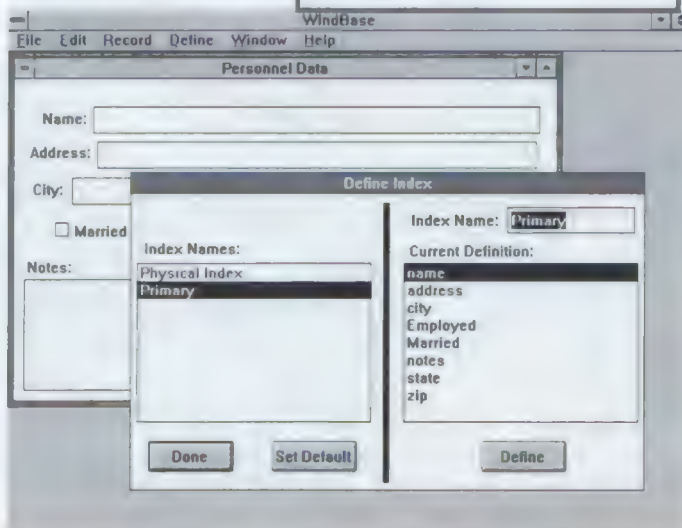 WindBase
File Edit Record Define Window Help
Personnel Data
Name:
Address:
City:
Married
Notes:
Define Index
Index Names:
Physical Index
Primary
Done
Set Default
Index Name: Primary
Current Definition:
name
address
city
Employed
Married
notes
state
zip
Define